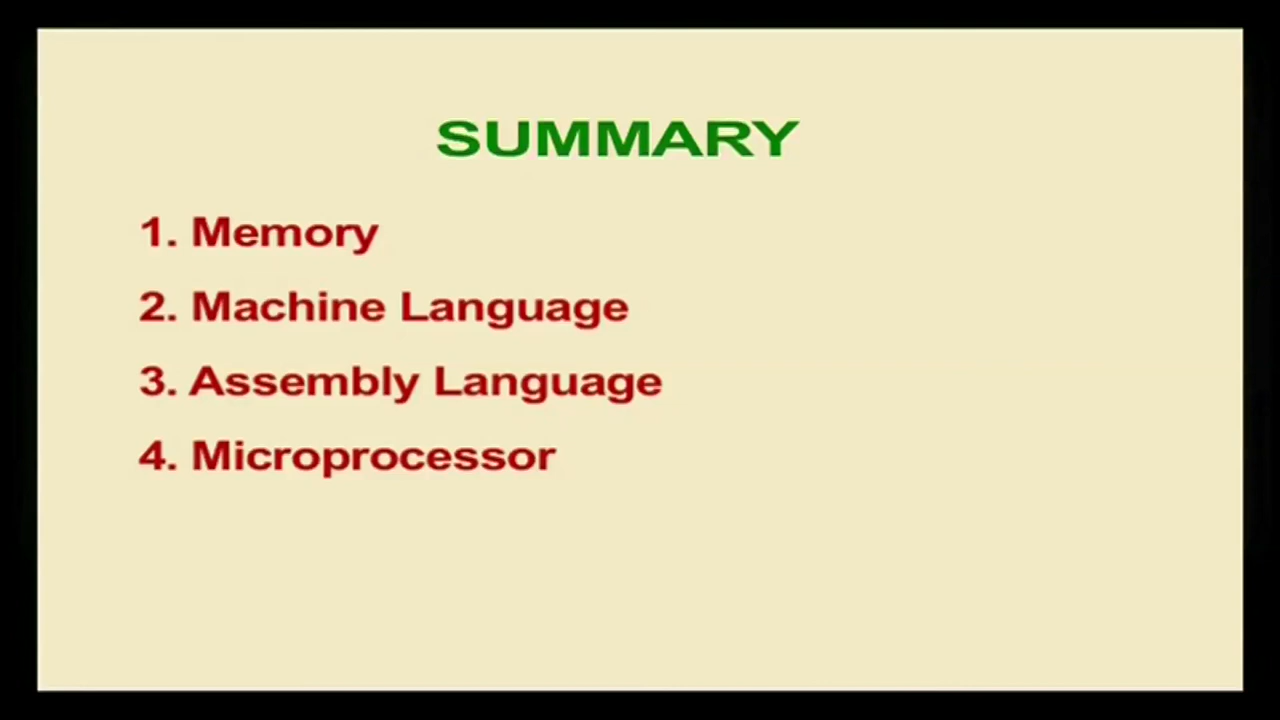 SUMMARY
1. Memory
2. Machine Language
3. Assembly Language
4. Microprocessor